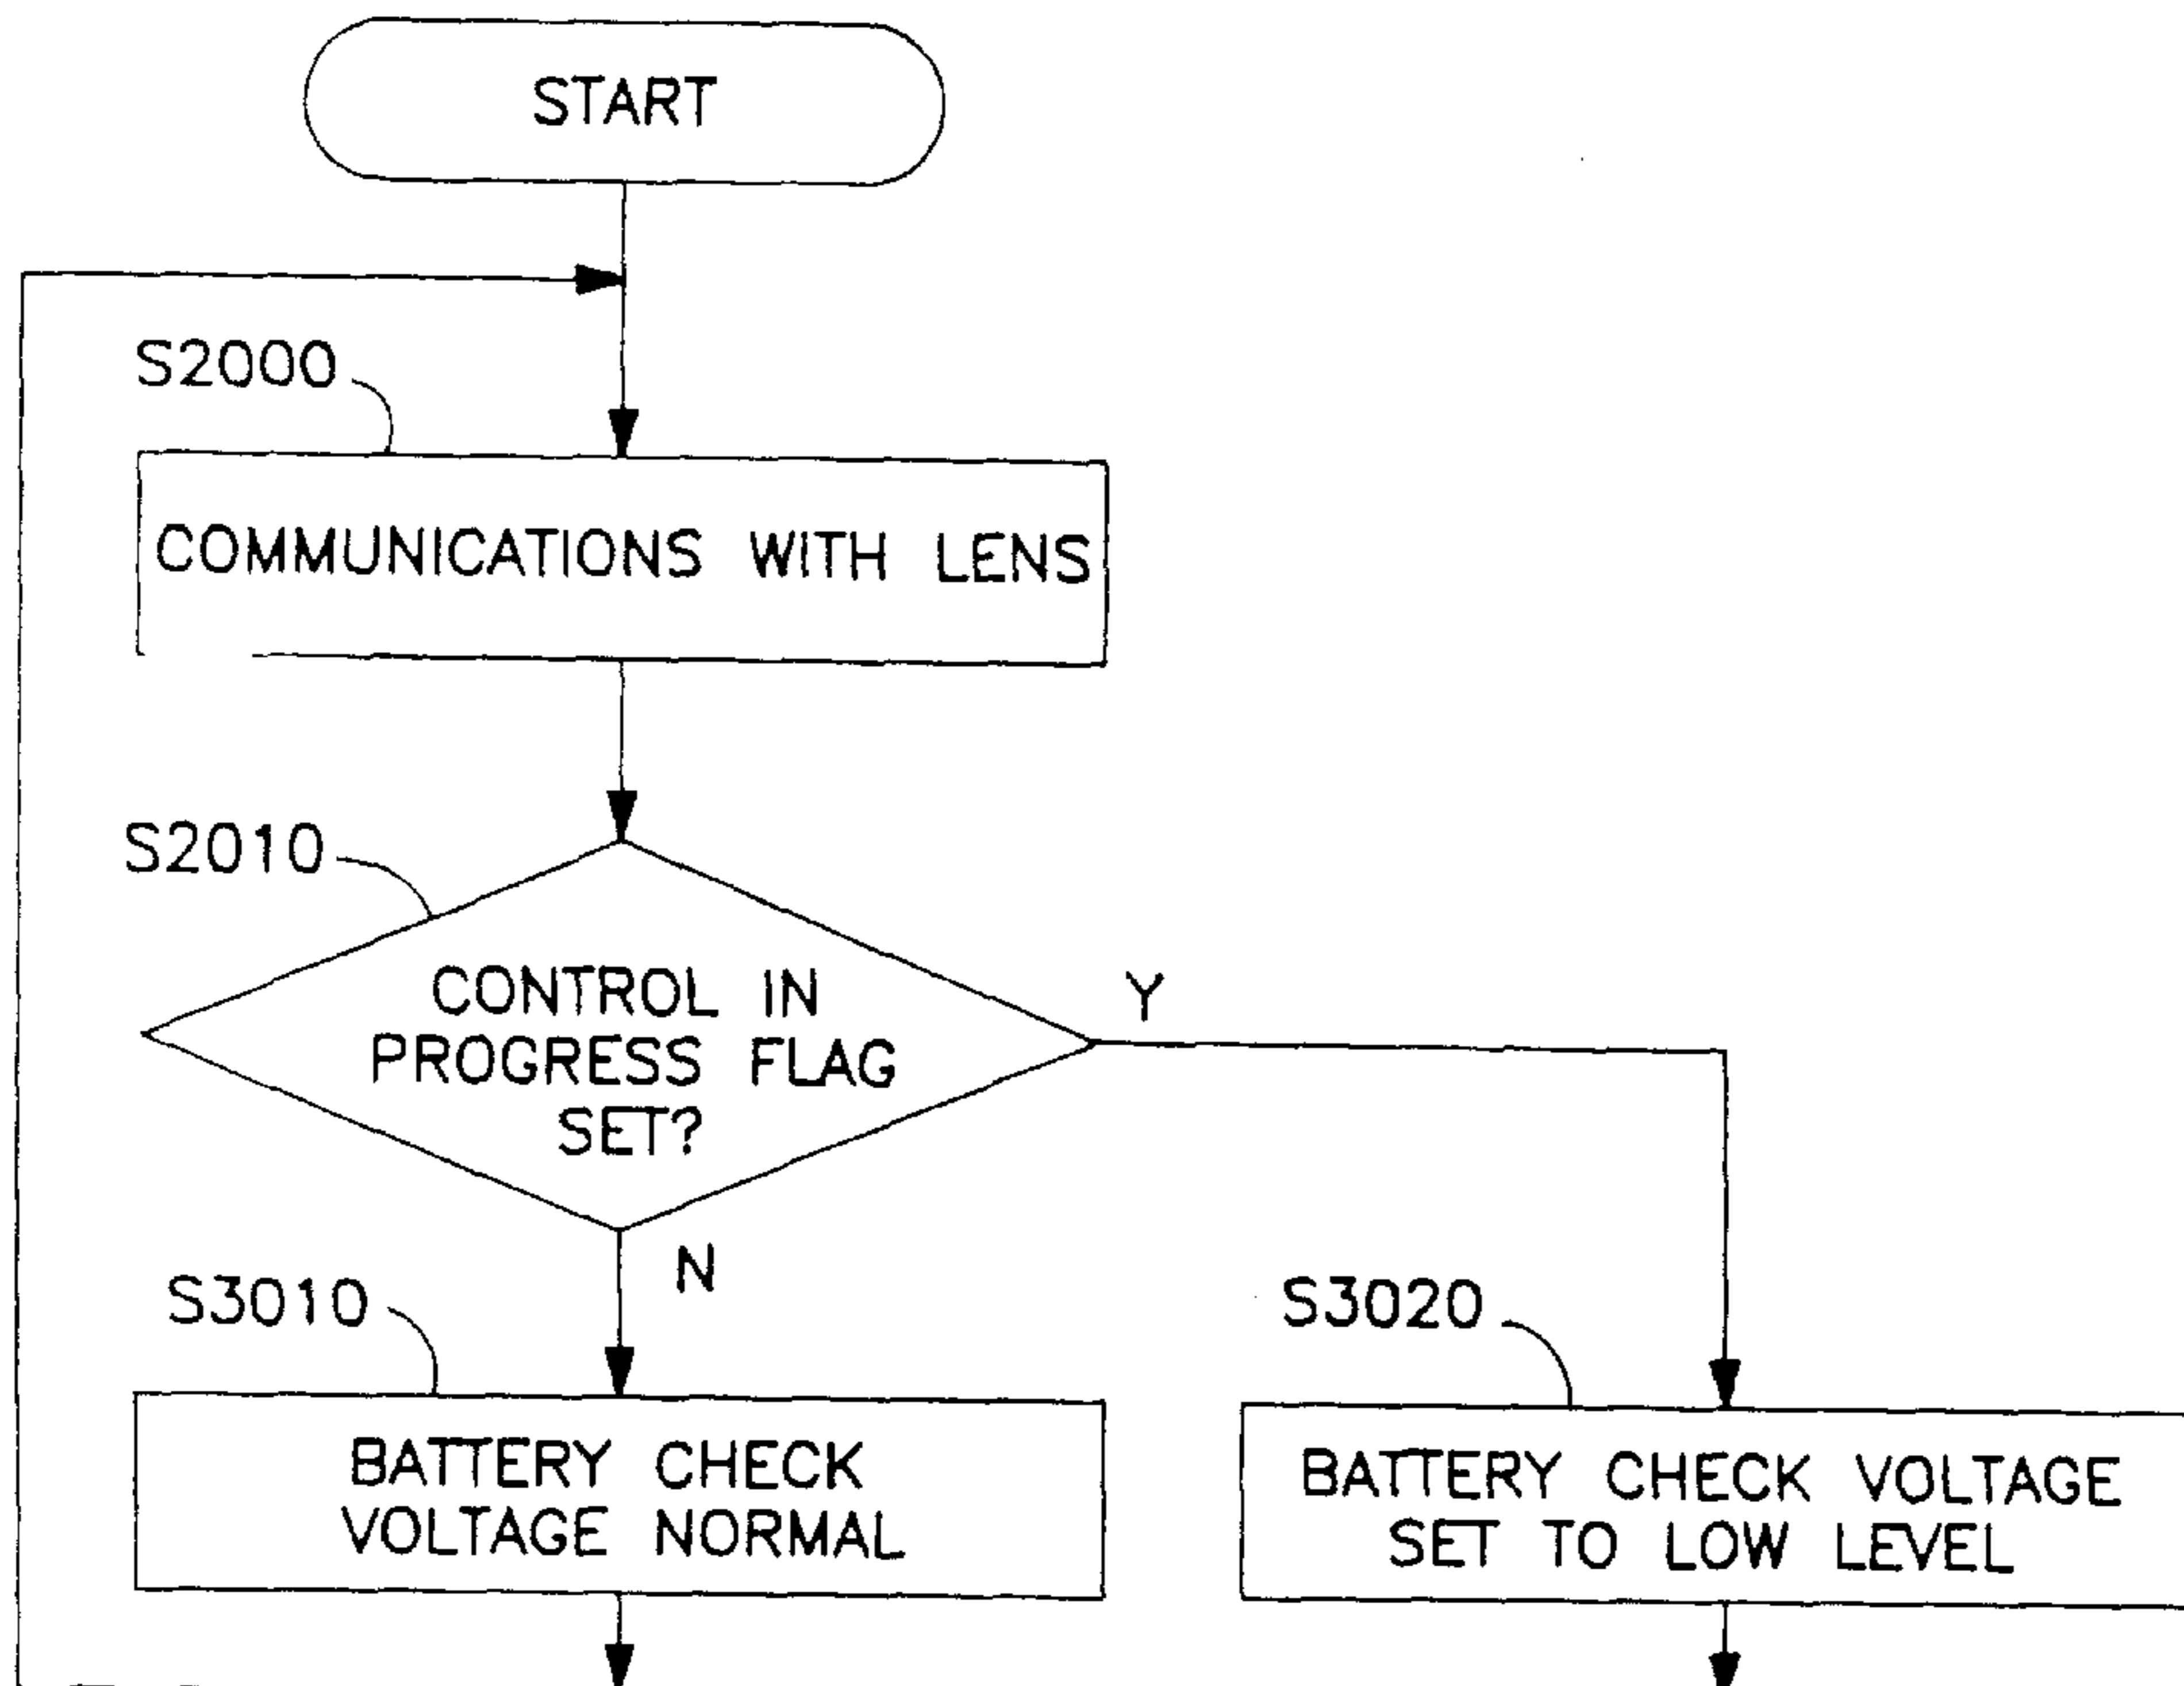 START
S2000
COMMUNICATIONS WITH LENS
S2010
CONTROL IN
PROGRESS FLAG
SET?
Y
N
S3010
BATTERY CHECK
VOLTAGE NORMAL
S3020
BATTERY CHECK VOLTAGE
SET TO LOW LEVEL